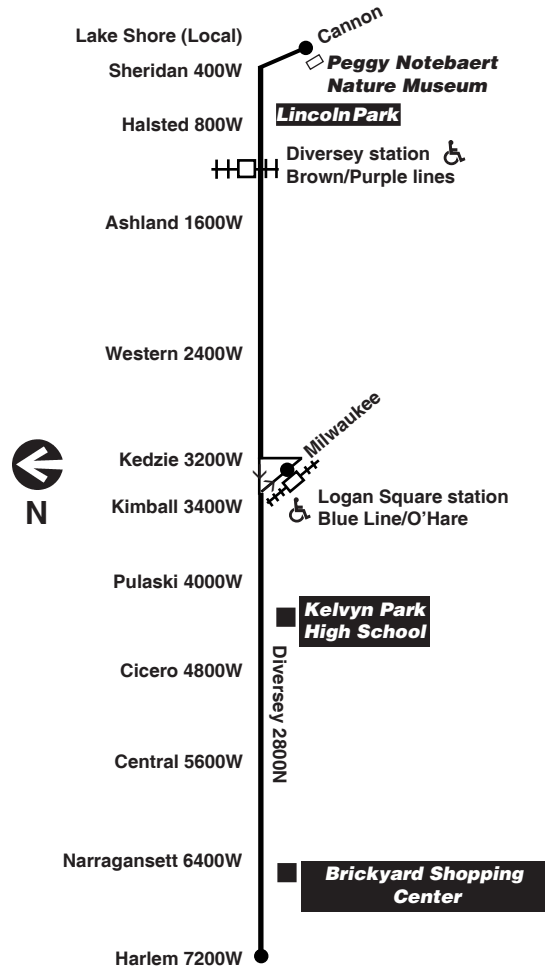 Lake Shore (Local)
Cannon
Sheridan 400W
Peggy Notebaert
Nature Museum
Lincoln Park
Halsted 800W
Diversey station
Brown/Purple lines
Ashland 1600W
Western 2400W
Milwaukee
Kedzie 3200W
N
Kimball 3400W
Logan Square station
Blue Line/O'Hare
Pulaski 4000W
Kelvyn Park
High School
Diversey 2800N
Cicero 4800W
Central 5600W
Narragansett 6400W
Brickyard Shopping
Center
Harlem 7200W